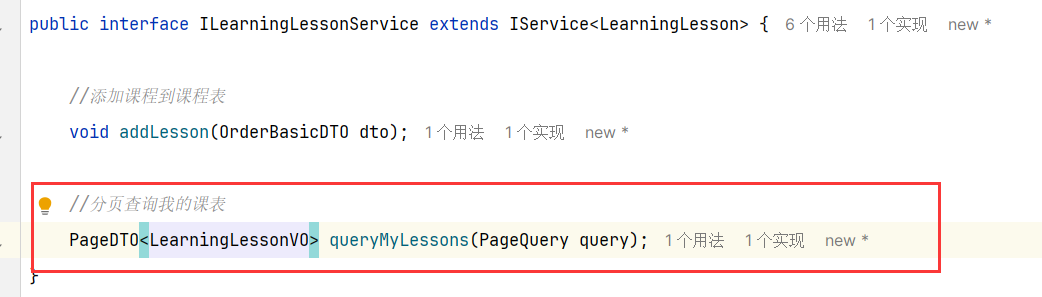 public interface ILearningLessonService extends IService<LearningLesson> { 6 个用法 1 个实现 new *
//添加课程到课程表
void addLesson(OrderBasicDTO dto); 1 个用法 1 个实现 new *
//分页查询我的课表
PageDTO<LearningLessonVO> queryMyLessons(PageQuery query); 1 个用法 1 个实现 new *
}